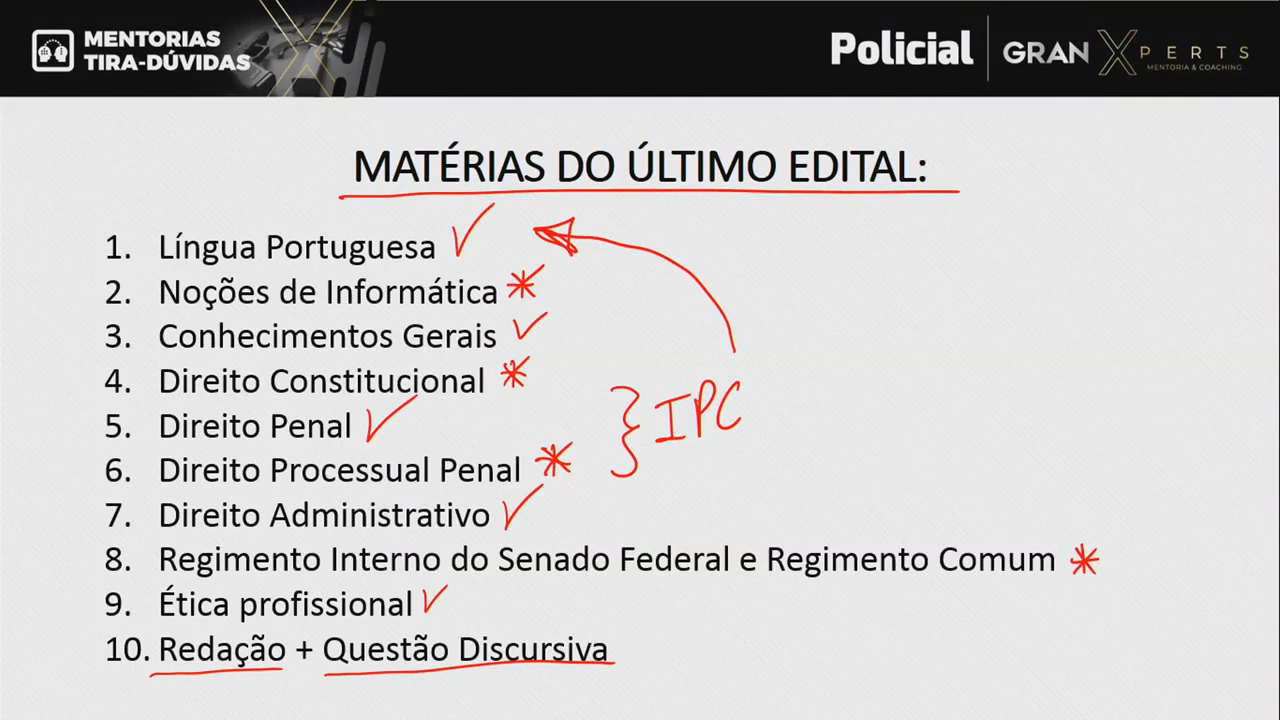 MENTORIAS
TIRA-DÚVIDAS
Policial
GRAN XPERTS
MENTORIA & COACHING
MATÉRIAS DO ÚLTIMO EDITAL:
1. Língua Portuguesa
2. Noções de Informática
3. Conhecimentos Gerais
4. Direito Constitucional
5. Direito Penal
IPC
6. Direito Processual Penal
7. Direito Administrativo
8. Regimento Interno do Senado Federal e Regimento Comum
9. Ética profissional
10. Redação + Questão Discursiva